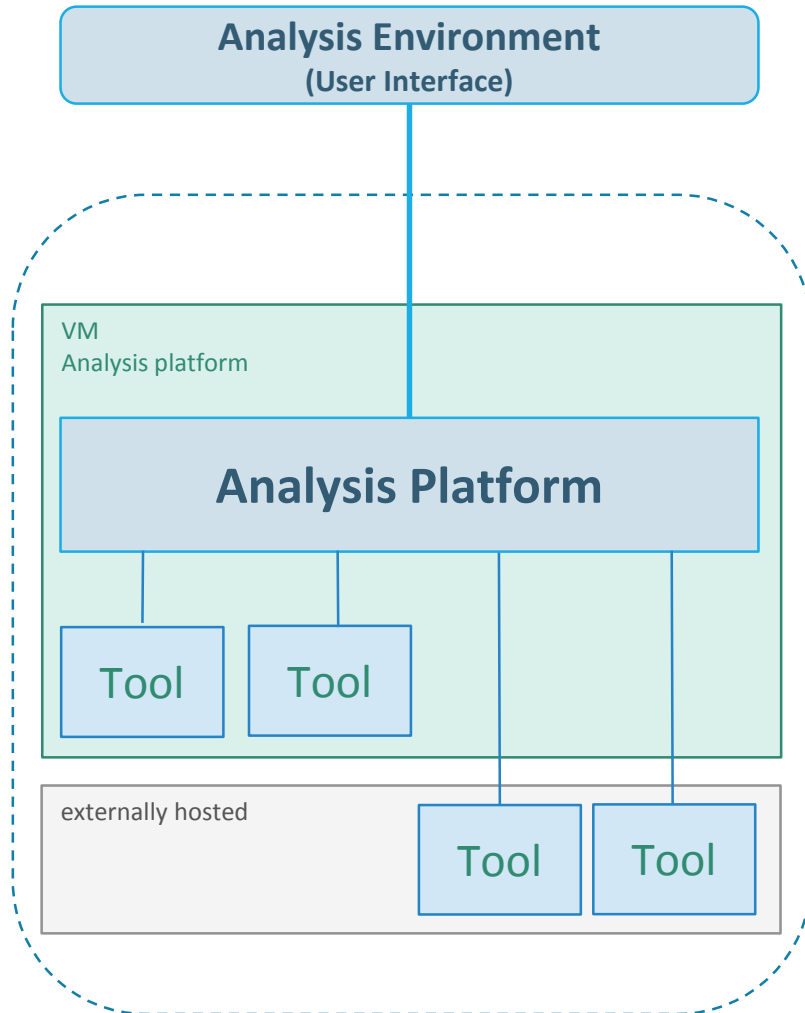 Analysis Environment
(User Interface)
VM
Analysis platform
Analysis Platform
Tool
Tool
externally hosted
Tool
Tool